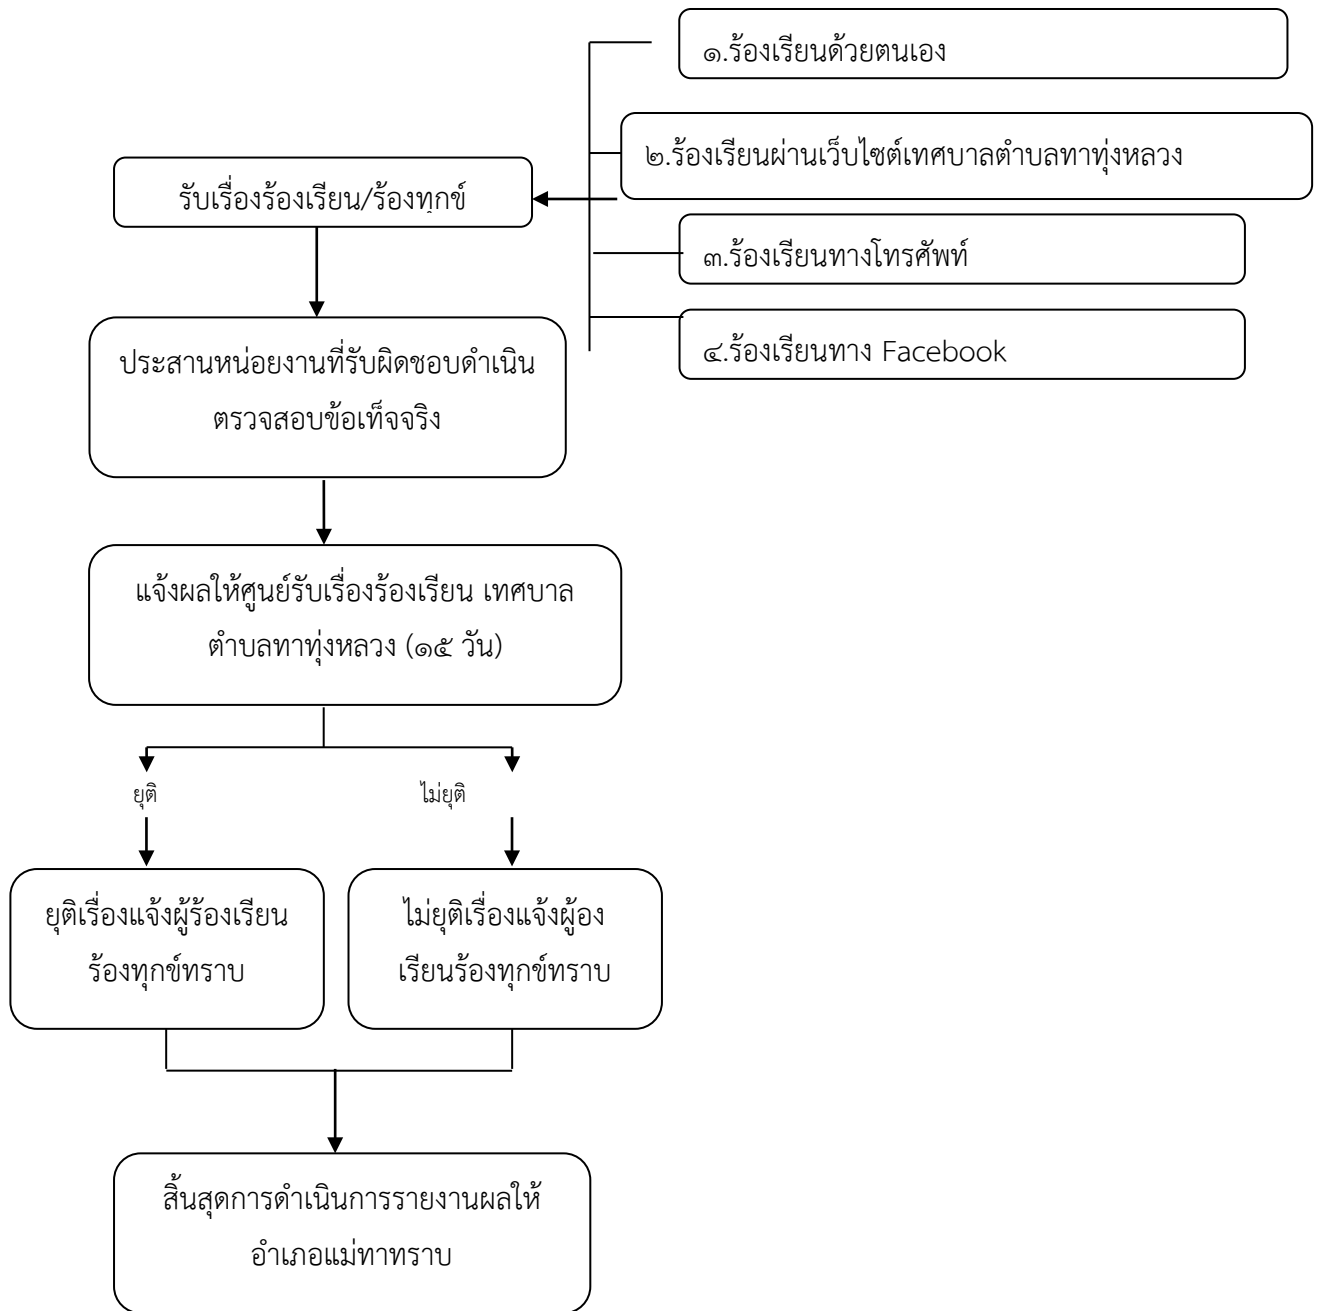 ๑.ร้องเรียนด้วยตนเอง
๒.ร้องเรียนผ่านเว็บไซต์เทศบาลตำบลทาทุ่งหลวง
รับเรื่องร้องเรียน/ร้องทุกข์
๓.ร้องเรียนทางโทรศัพท์
๔.ร้องเรียนทาง Facebook
ประสานหน่อยงานที่รับผิดชอบดำเนิน
ตรวจสอบข้อเท็จจริง
แจ้งผลให้ศูนย์รับเรื่องร้องเรียน เทศบาล
ตำบลทาทุ่งหลวง (๑๕ วัน)
ยุติ
ไม่ยุติ
ยุติเรื่องแจ้งผู้ร้องเรียน
ร้องทุกข์ทราบ
ไม่ยุติเรื่องแจ้งผู้อง
เรียนร้องทุกข์ทราบ
สิ้นสุดการดำเนินการรายงานผลให้
อำเภอแม่ทาทราบ